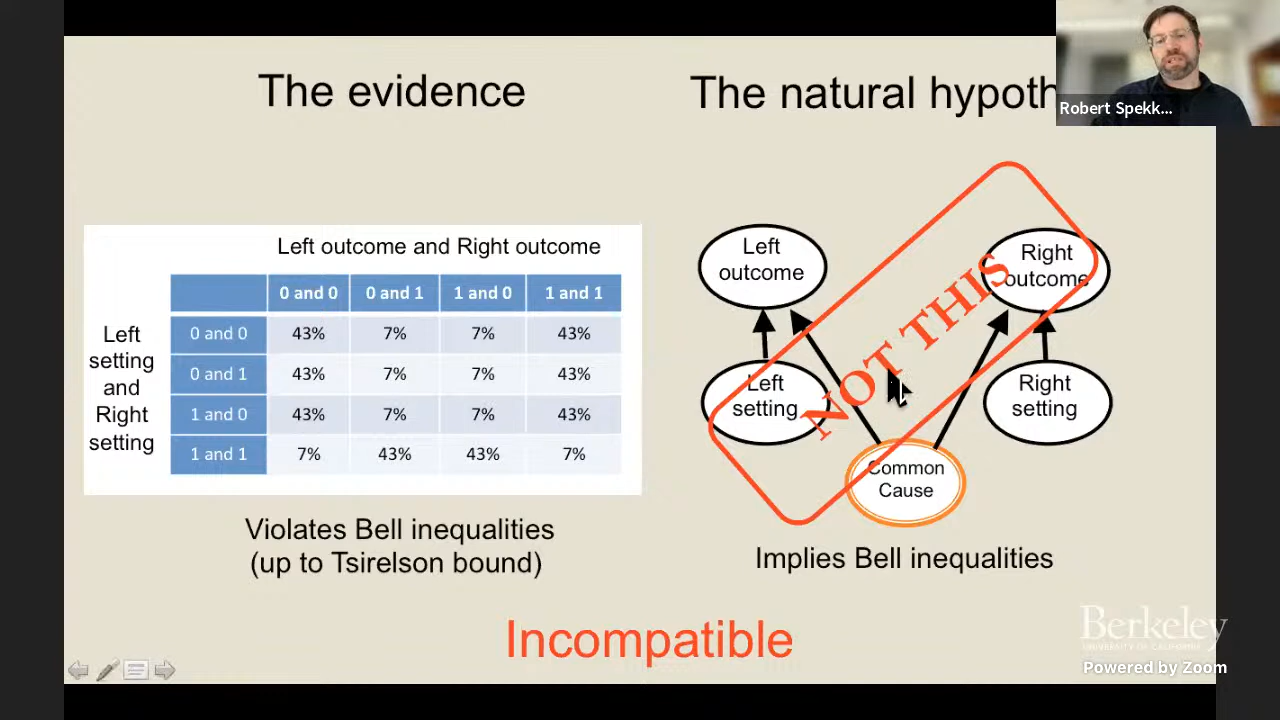 The evidence
The natural hypoth
Robert Spekk...
Left outcome and Right outcome
0 and 0 0 and 1 1 and 0 1 and 1
Left
setting
and
Right
setting
0 and 0 43% 7% 7% 43%
0 and 1 43% 7% 7% 43%
1 and 0 43% 7% 7% 43%
1 and 1 7% 43% 43% 7%
Violates Bell inequalities
(up to Tsirelson bound)
Left
outcome
Right
outcome
NOT THIS
Left
setting
Right
setting
Common
Cause
Implies Bell inequalities
Incompatible
Berkeley
UNIVERSITY OF CALIFORNIA
Powered by Zoom